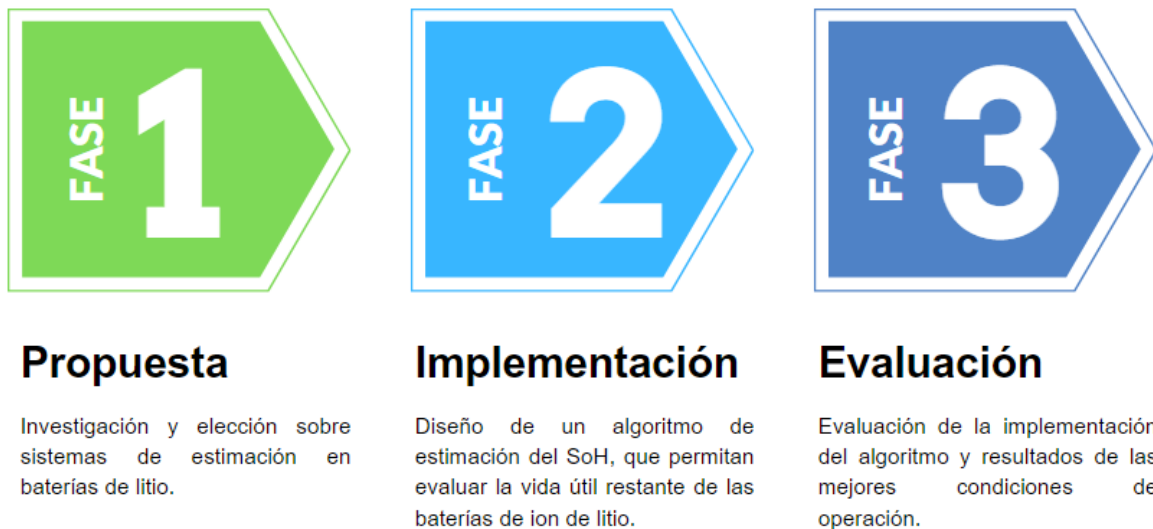 FASE 1
FASE 2
FASE 3
Propuesta
Investigación y elección sobre
sistemas de estimación en
baterías de litio.
Implementación
Diseño de un algoritmo de
estimación del SoH, que permitan
evaluar la vida útil restante de las
baterías de ion de litio.
Evaluación
Evaluación de la implementación
del algoritmo y resultados de las
mejores condiciones de
operación.